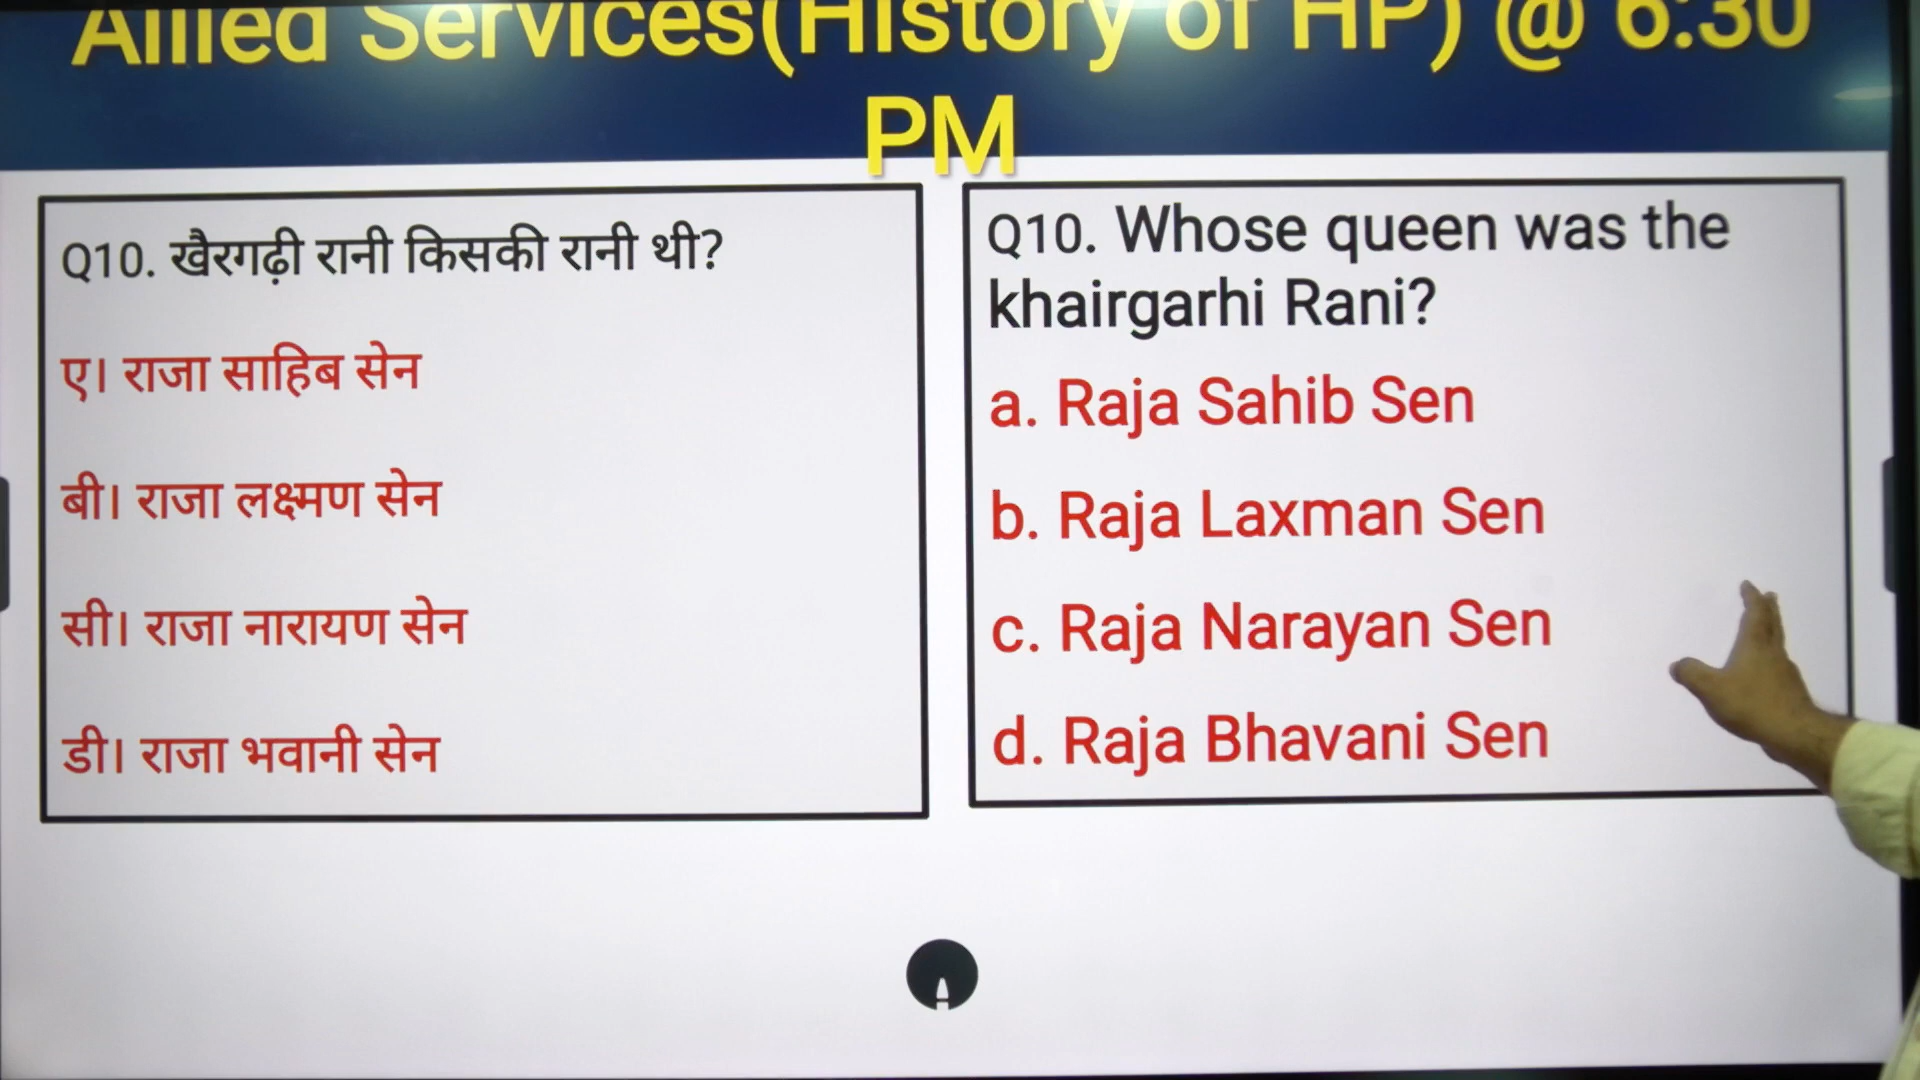 Allied Services(History of HP) @ 6:30
PM
Q10. खैरगढ़ी रानी किसकी रानी थी?
ए। राजा साहिब सेन
बी। राजा लक्ष्मण सेन
सी। राजा नारायण सेन
डी। राजा भवानी सेन
Q10. Whose queen was the
khairgarhi Rani?
a. Raja Sahib Sen
b. Raja Laxman Sen
c. Raja Narayan Sen
d. Raja Bhavani Sen